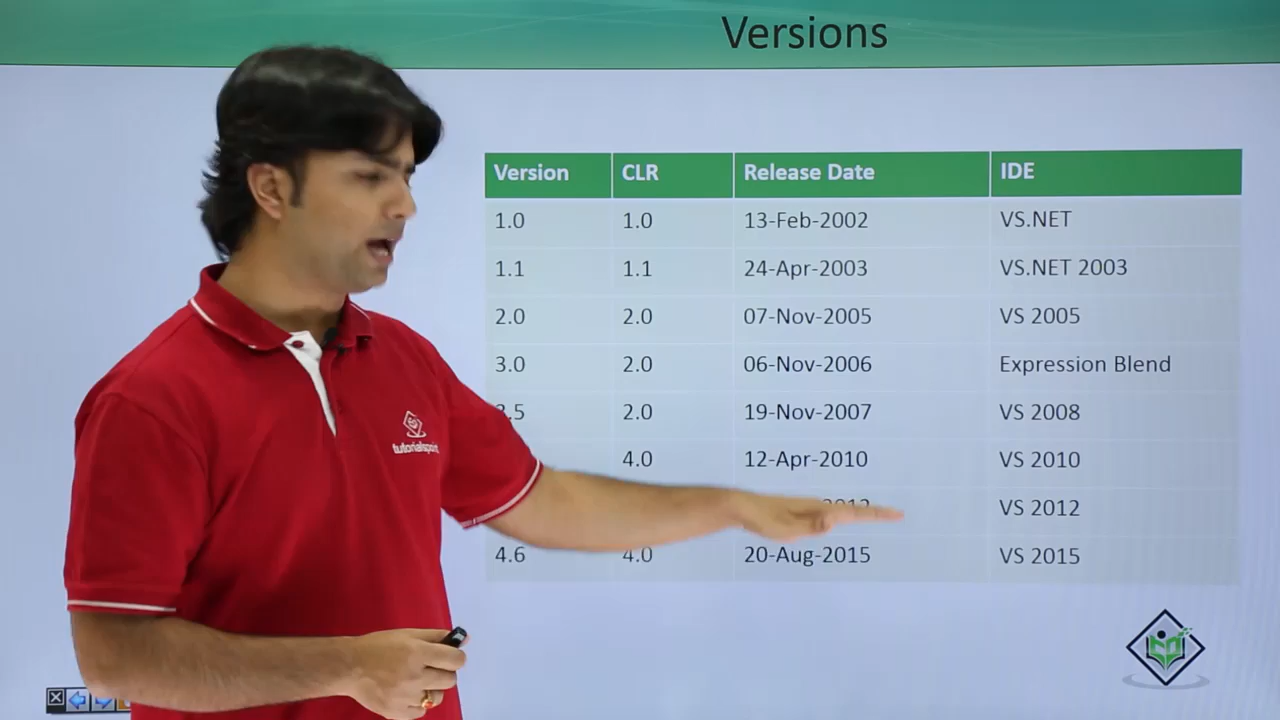 Versions
Version CLR Release Date IDE
1.0 1.0 13-Feb-2002 VS.NET
1.1 1.1 24-Apr-2003 VS.NET 2003
2.0 2.0 07-Nov-2005 VS 2005
3.0 2.0 06-Nov-2006 Expression Blend
.5 2.0 19-Nov-2007 VS 2008
4.0 12-Apr-2010 VS 2010
VS 2012
4.6 4.0 20-Aug-2015 VS 2015
tutorialspoint